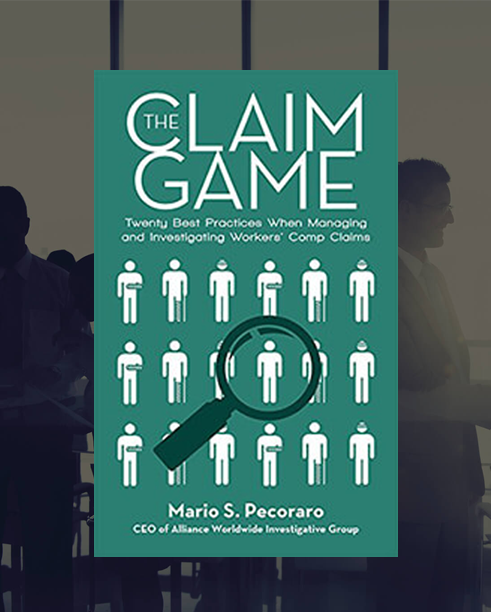 THE CLAIM
GAME
Twenty Best Practices When Managing
and Investigating Workers' Comp Claims
Mario S. Pecoraro
CEO of Alliance Worldwide Investigative Group